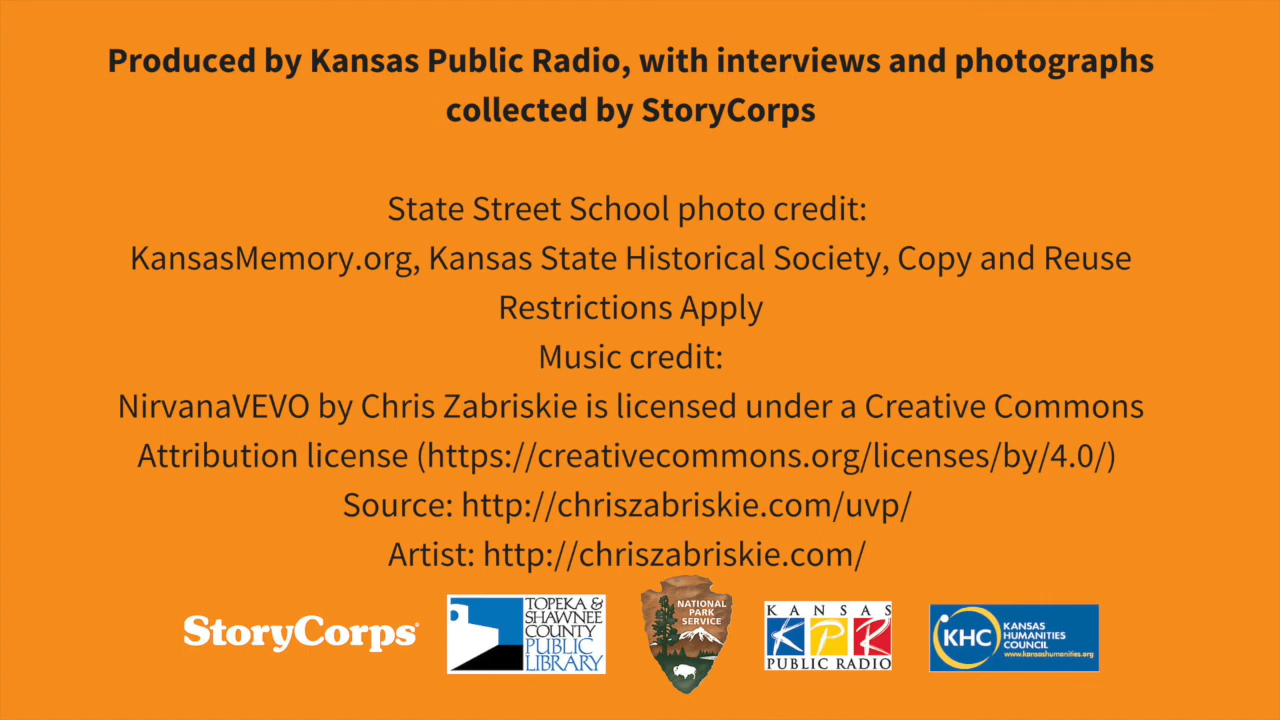 Produced by Kansas Public Radio, with interviews and photographs
collected by StoryCorps
State Street School photo credit:
KansasMemory.org, Kansas State Historical Society, Copy and Reuse
Restrictions Apply
Music credit:
NirvanaVEVO by Chris Zabriskie is licensed under a Creative Commons
Attribution license (https://creativecommons.org/licenses/by/4.0/)
Source: http://chriszabriskie.com/uvp/
Artist: http://chriszabriskie.com/
StoryCorps®
TOPEKA &
SHAWNEE
COUNTY
PUBLIC
LIBRARY
NATIONAL
PARK
SERVICE
KANSAS
KPR
PUBLIC RADIO
KHC
KANSAS
HUMANITIES
COUNCIL
www.kansashumanities.org